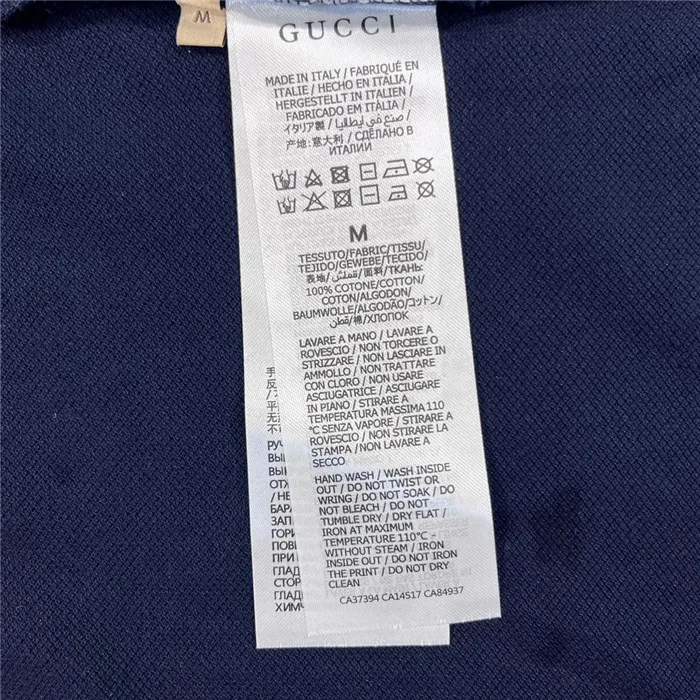 M
GUCCI
MADE IN ITALY / FABRIQUÉ EN
ITALIE / HECHO EN ITALIA /
HERGESTELLT IN ITALIEN /
FABRICADO EM ITÁLIA /
イタリア製 / صنع في ايطاليا /
产地: 意大利 / СДЕЛАНО В
ИТАЛИИ
M
TESSUTO/FABRIC/TISSU/
TEJIDO/GEWEBE/TECIDO/
表地/قماش/面料/ТКАНЬ:
100% COTONE/COTTON/
COTON/ALGODON/
BAUMWOLLE/ALGODÃO/コットン/
قطن/棉/ХЛОПОК
LAVARE A MANO / LAVARE A
ROVESCIO / NON TORCERE O
STRIZZARE / NON LASCIARE IN
AMMOLLO / NON TRATTARE
CON CLORO / NON USARE
ASCIUGATRICE / ASCIUGARE
IN PIANO / STIRARE A
TEMPERATURA MASSIMA 110
°C SENZA VAPORE / STIRARE A
ROVESCIO / NON STIRARE LA
STAMPA /NON LAVARE A
SECCO
HAND WASH / WASH INSIDE
OUT / DO NOT TWIST OR
WRING / DO NOT SOAK / DO
NOT BLEACH / DO NOT
TUMBLE DRY / DRY FLAT /
IRON AT MAXIMUM
TEMPERATURE 110°C -
WITHOUT STEAM / IRON
INSIDE OUT / DO NOT IRON
THE PRINT / DO NOT DRY
CLEAN
CA37394 CA14517 CA84937